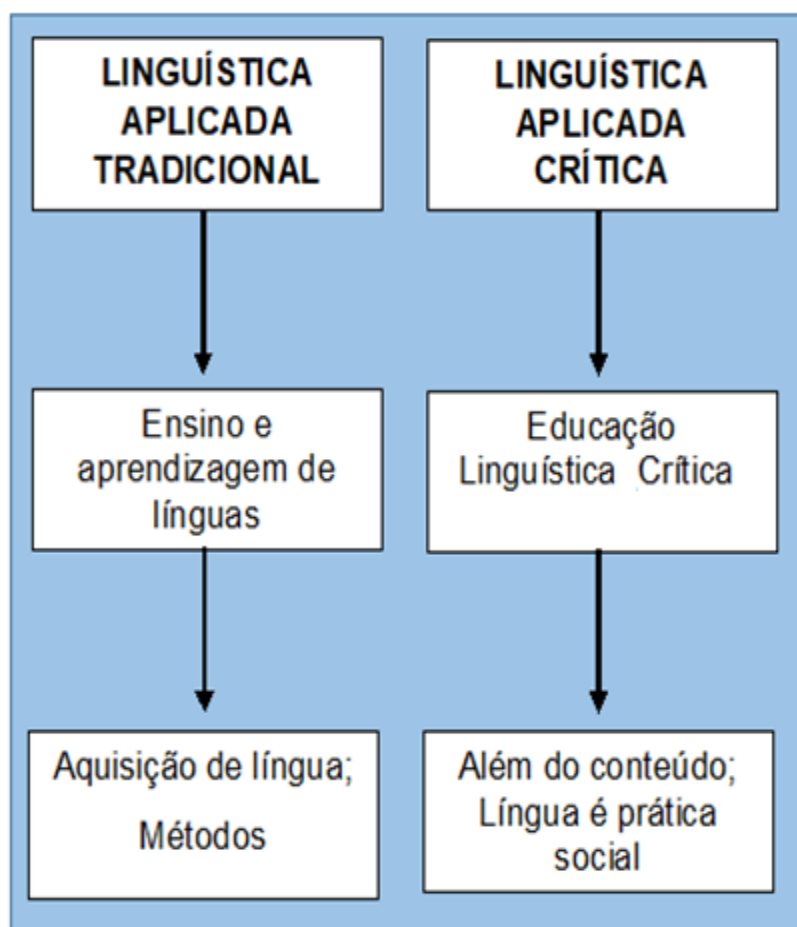 LINGUÍSTICA
APLICADA
TRADICIONAL
Ensino e
aprendizagem de
línguas
Aquisição de língua;
Métodos
LINGUÍSTICA
APLICADA
CRÍTICA
Educação
Linguística Crítica
Além do conteúdo;
Língua é prática
social